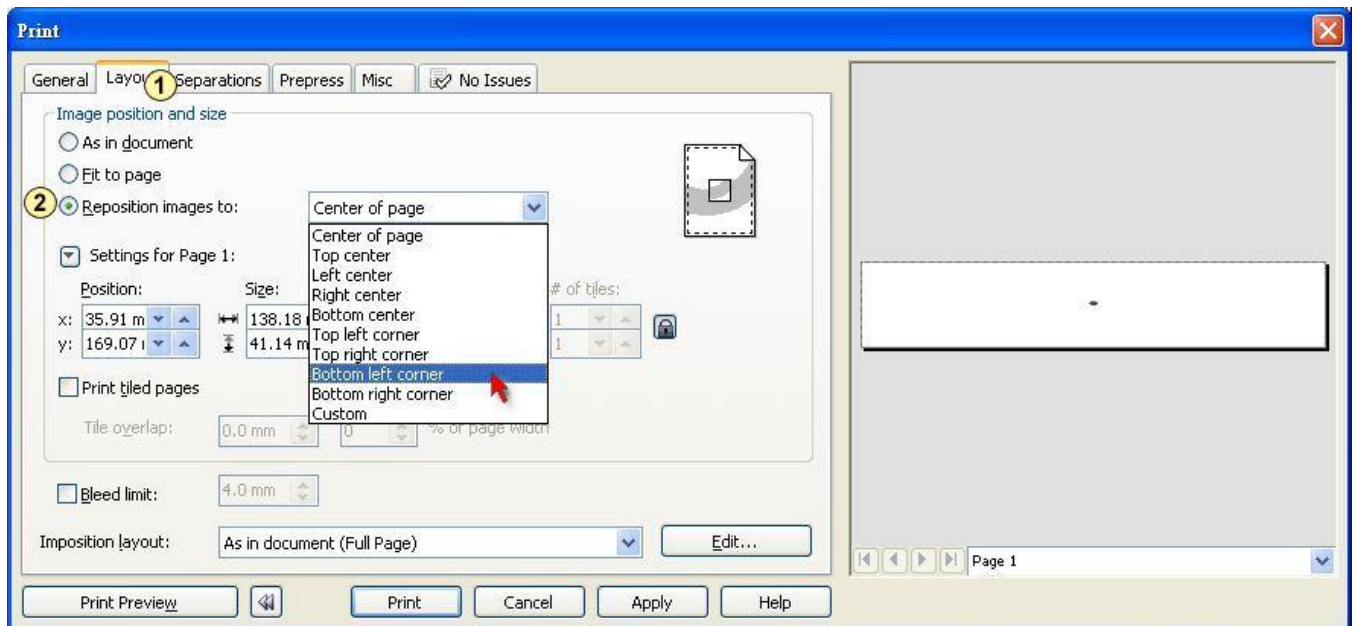 Print
General Layou 1 Separations Prepress Misc No Issues
Image position and size
As in document
Fit to page
2 Reposition images to: Center of page
Center of page
Top center
Left center
Right center
Bottom center
Top left corner
Top right corner
Bottom left corner
Bottom right corner
Custom
Settings for Page 1:
Position: Size: # of tiles:
x: 35.91 m 138.18 1
y: 169.07 41.14 m 1
Print tiled pages
Tile overlap: 0.0 mm 0 % of page width
Bleed limit: 4.0 mm
Imposition layout: As in document (Full Page) Edit...
Page 1
Print Preview Print Cancel Apply Help